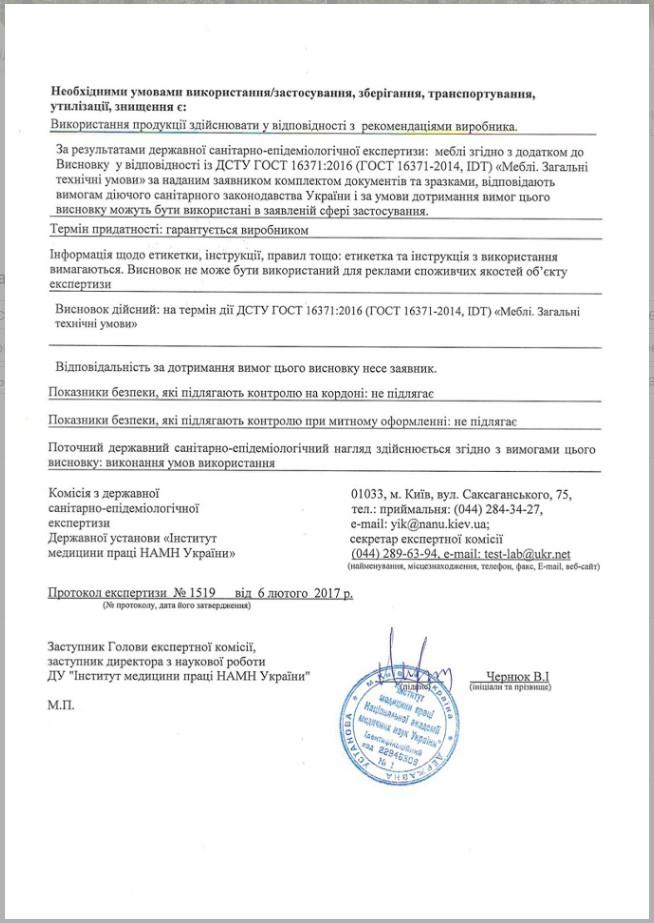 Необхідними умовами використання/застосування, зберігання, транспортування,
утилізації, знищення є:
Використання продукції здійснювати у відповідності з рекомендаціями виробника.
За результатами державної санітарно-епідеміологічної експертизи: меблі згідно з додатком до
Висновку у відповідності із ДСТУ ГОСТ 16371:2016 (ГОСТ 16371-2014, IDT) «Меблі. Загальні
технічні умови» за наданим заявником комплектом документів та зразками, відповідають
вимогам діючого санітарного законодавства України і за умови дотримання вимог цього
висновку можуть бути використані в заявленій сфері застосування.
Термін придатності: гарантується виробником
Інформація щодо етикетки, інструкції, правил тощо: етикетка та інструкція з використання
вимагаються. Висновок не може бути використаний для реклами споживчих якостей об’єкту
експертизи
Висновок дійсний: на термін дії ДСТУ ГОСТ 16371:2016 (ГОСТ 16371-2014, IDT) «Меблі. Загальні
технічні умови»
Відповідальність за дотримання вимог цього висновку несе заявник.
Показники безпеки, які підлягають контролю на кордоні: не підлягає
Показники безпеки, які підлягають контролю при митному оформленні: не підлягає
Поточний державний санітарно-епідеміологічний нагляд здійснюється згідно з вимогами цього
висновку: виконання умов використання
Комісія з державної
санітарно-епідеміологічної
експертизи
Державної установи «Інститут
медицини праці НАМН України»
01033, м. Київ, вул. Саксаганського, 75,
тел.: приймальня: (044) 284-34-27,
e-mail: yik@nanu.kiev.ua;
секретар експертної комісії
(044) 289-63-94, e-mail: test-lab@ukr.net
(найменування, місцезнаходження, телефон, факс, E-mail, веб-сайт)
Протокол експертизи № 1519 від 6 лютого 2017 р.
(№ протоколу, дата його затвердження)
Заступник Голови експертної комісії,
заступник директора з наукової роботи
ДУ "Інститут медицини праці НАМН України"
(підпис)
Чернюк В.І
(ініціали та прізвище)
М.П.
м. Київ * Україна
ДЕРЖАВНА УСТАНОВА
"Інститут
медицини праці
Національної академії
медичних наук України"
Ідентифікаційний
код 22946309
№ 1